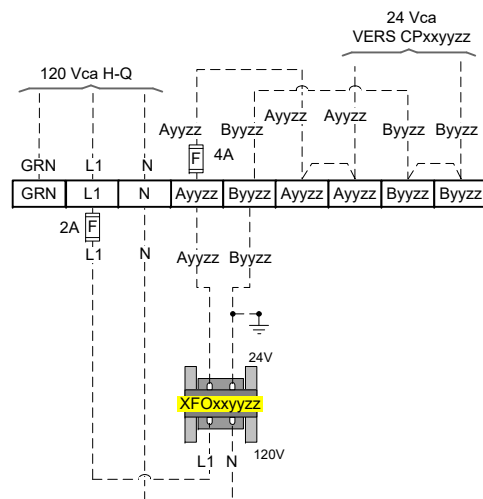 24 Vca
VERS CPxxyyzz
120 Vca H-Q
Ayyzz Byyzz Ayyzz Ayyzz Byyzz Byyzz
F 4A
GRN L1 N
GRN L1 N Ayyzz Byyzz Ayyzz Ayyzz Byyzz Byyzz
2A F
L1 N Ayyzz Byyzz
24V
XFOxxyyzz
L1 N 120V